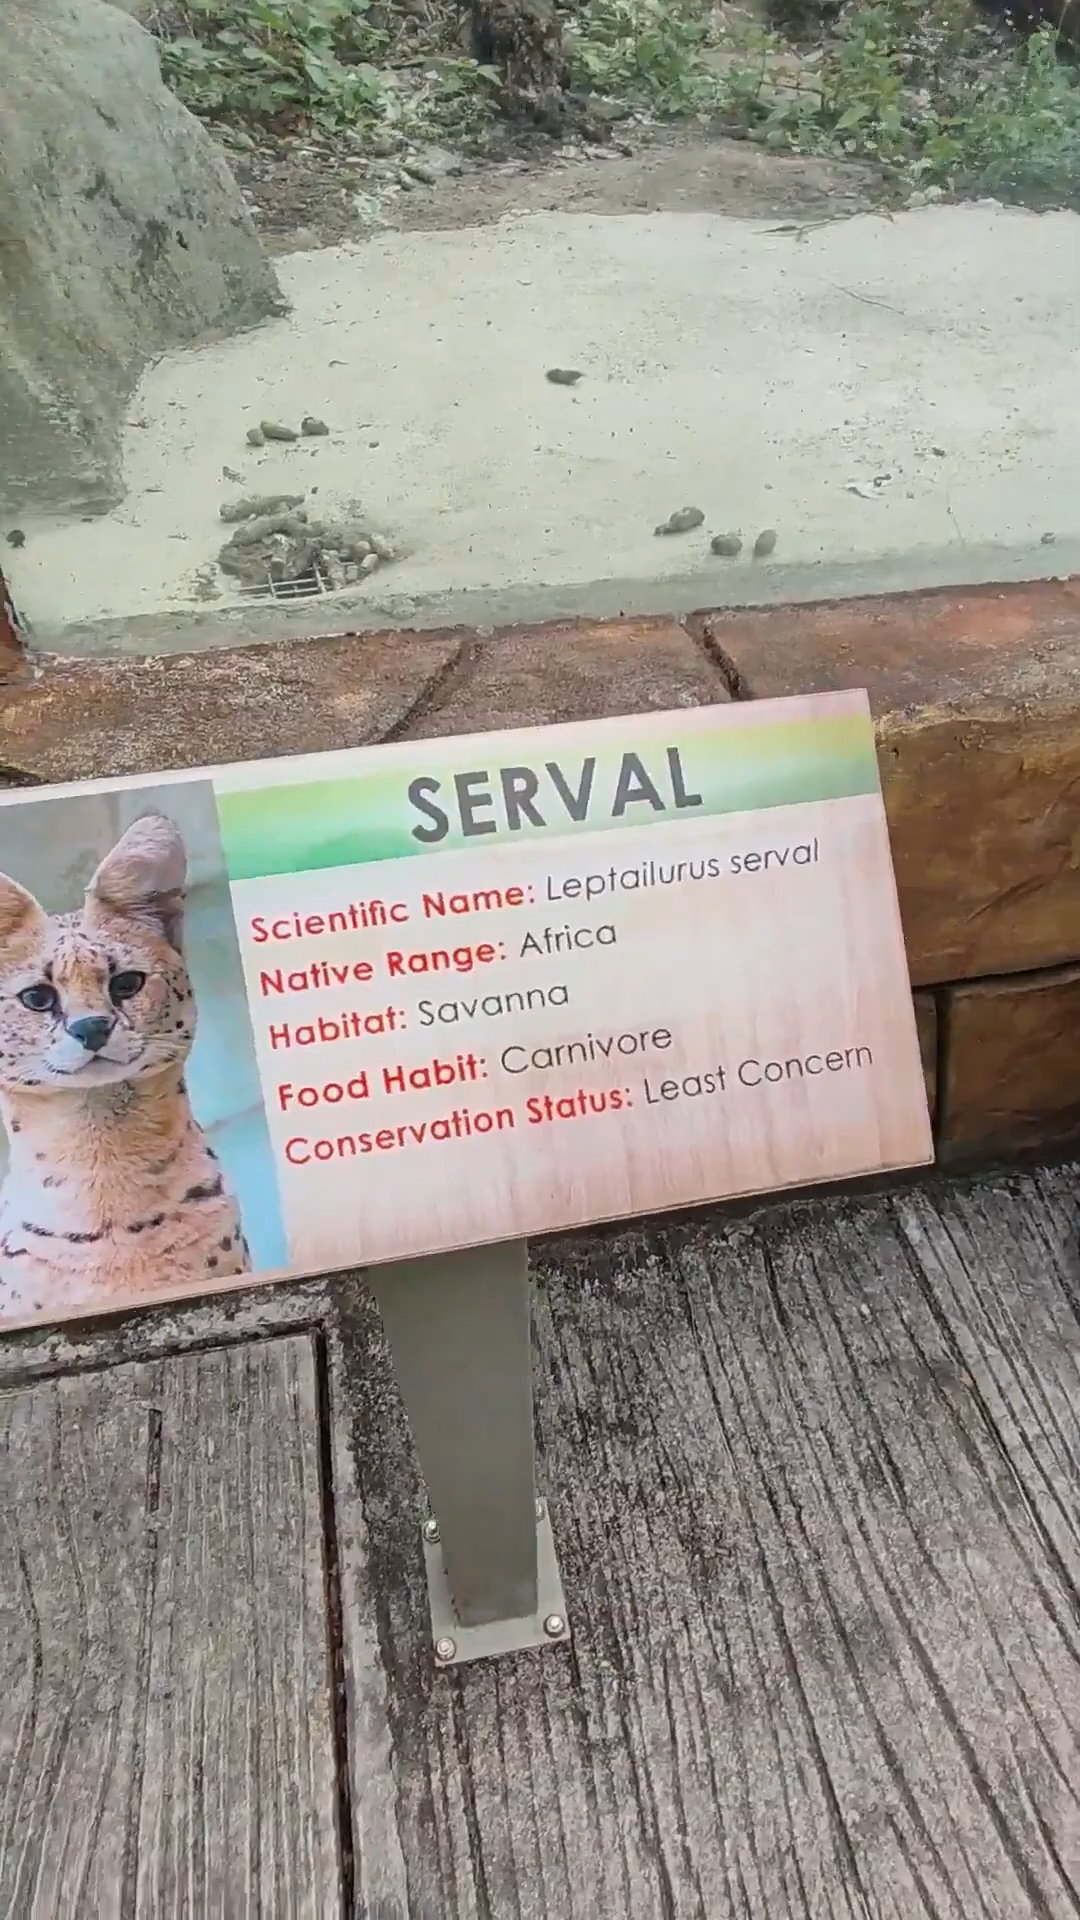 SERVAL
Scientific Name: Leptailurus serval
Native Range: Africa
Habitat: Savanna
Food Habit: Carnivore
Conservation Status: Least Concern